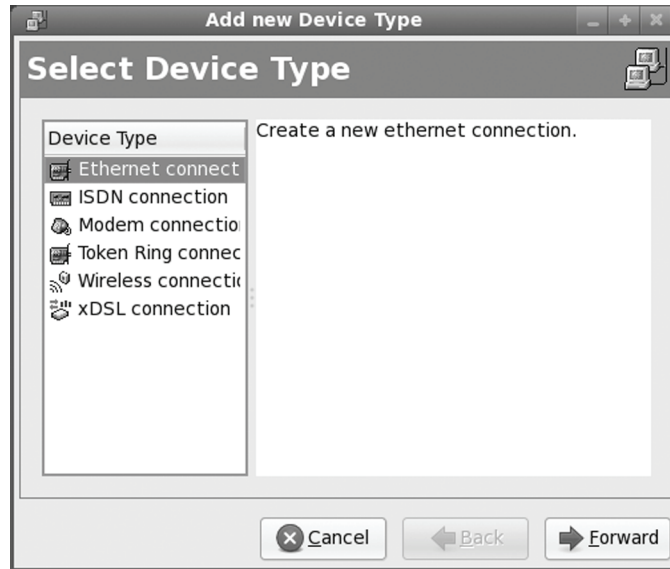 Add new Device Type
Select Device Type
Device Type
Ethernet connect
ISDN connection
Modem connectio
Token Ring connec
Wireless connectio
xDSL connection
Create a new ethernet connection.
Cancel
Back
Forward